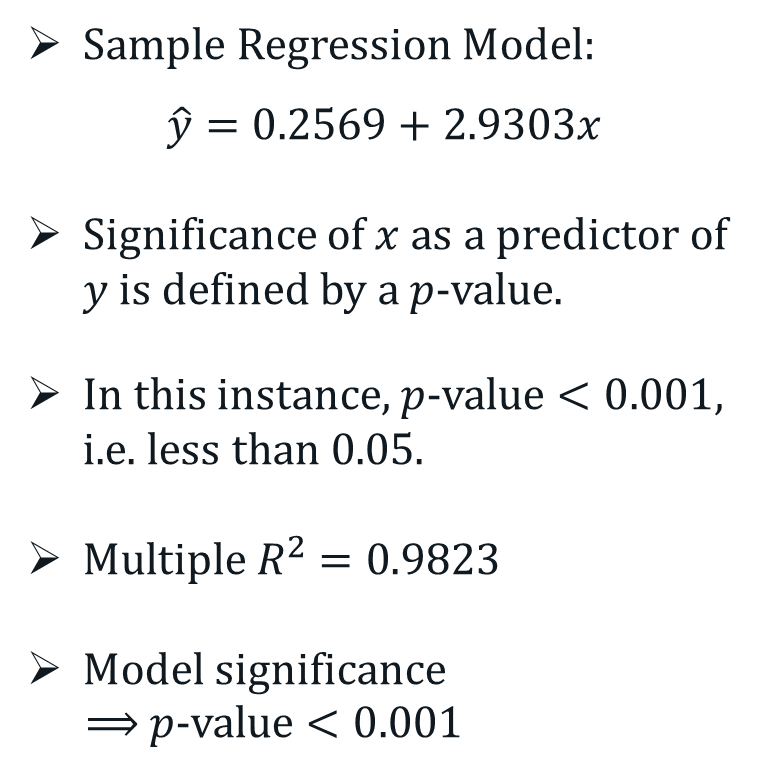 ➢ Sample Regression Model:
ŷ = 0.2569 + 2.9303x
➢ Significance of x as a predictor of
y is defined by a p-value.
➢ In this instance, p-value < 0.001,
i.e. less than 0.05.
➢ Multiple R² = 0.9823
➢ Model significance
⟹ p-value < 0.001